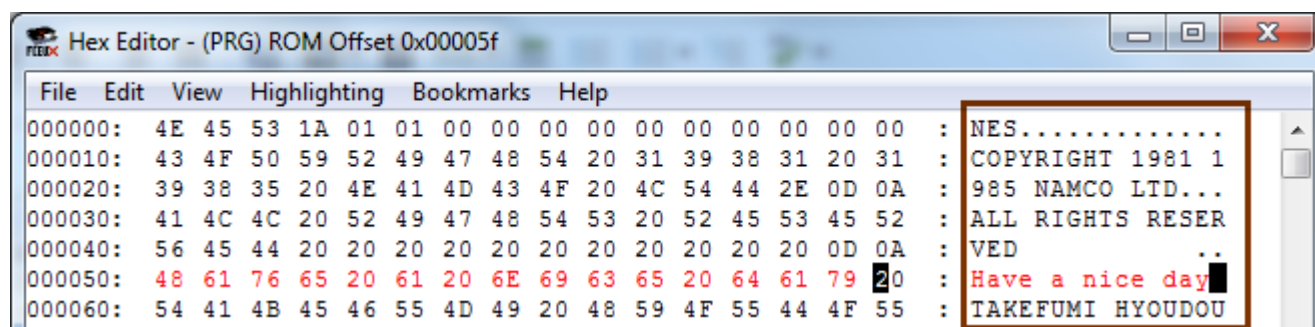 Hex Editor - (PRG) ROM Offset 0x00005f
File Edit View Highlighting Bookmarks Help
000000: 4E 45 53 1A 01 01 00 00 00 00 00 00 00 00 00 00 : NES.............
000010: 43 4F 50 59 52 49 47 48 54 20 31 39 38 31 20 31 : COPYRIGHT 1981 1
000020: 39 38 35 20 4E 41 4D 43 4F 20 4C 54 44 2E 0D 0A : 985 NAMCO LTD...
000030: 41 4C 4C 20 52 49 47 48 54 53 20 52 45 53 45 52 : ALL RIGHTS RESER
000040: 56 45 44 20 20 20 20 20 20 20 20 20 20 20 0D 0A : VED           ..
000050: 48 61 76 65 20 61 20 6E 69 63 65 20 64 61 79 20 : Have a nice day
000060: 54 41 4B 45 46 55 4D 49 20 48 59 4F 55 44 4F 55 : TAKEFUMI HYOUDOU